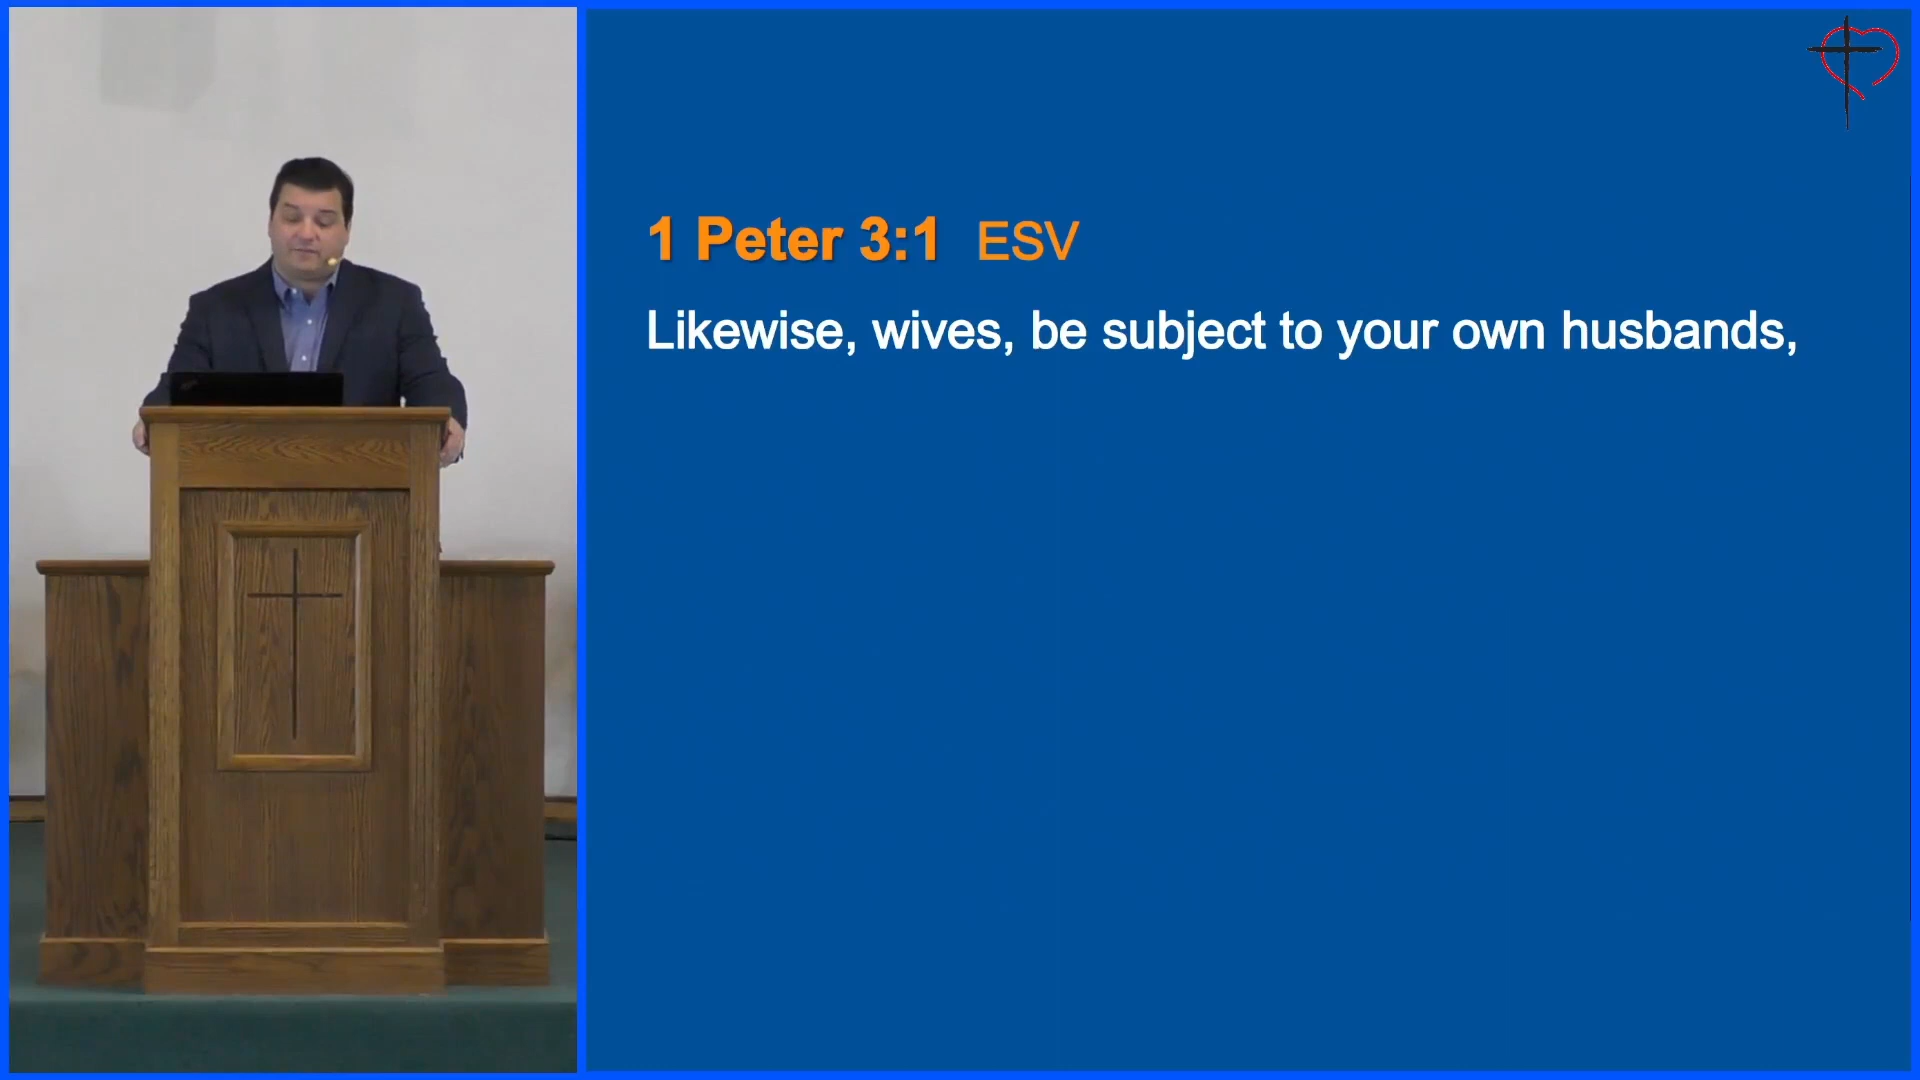 1 Peter 3:1 ESV
Likewise, wives, be subject to your own husbands,